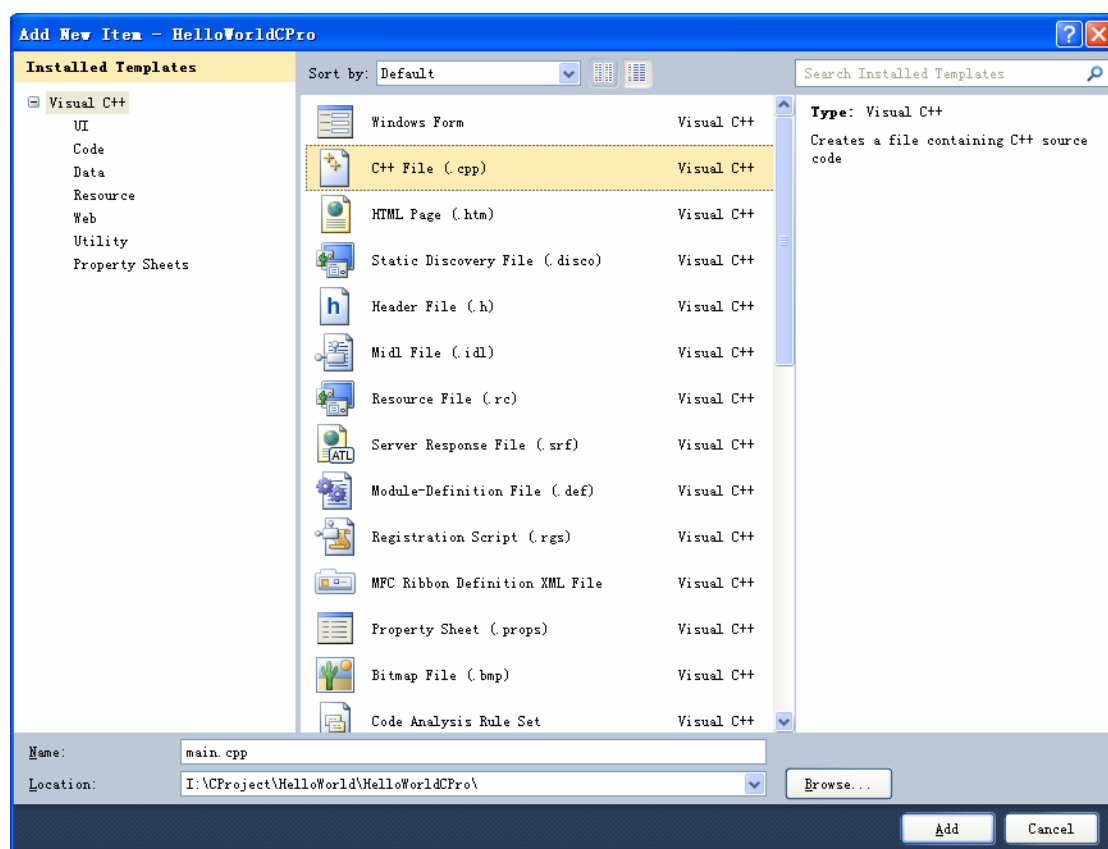 Add New Item - HelloWorldCPro
Installed Templates
Sort by: Default
Search Installed Templates
Visual C++
UI
Code
Data
Resource
Web
Utility
Property Sheets
Windows Form Visual C++
C++ File (.cpp) Visual C++
HTML Page (.htm) Visual C++
Static Discovery File (.disco) Visual C++
h Header File (.h) Visual C++
Midl File (.idl) Visual C++
Resource File (.rc) Visual C++
ATL Server Response File (.srf) Visual C++
Module-Definition File (.def) Visual C++
Registration Script (.rgs) Visual C++
MFC Ribbon Definition XML File Visual C++
Property Sheet (.props) Visual C++
Bitmap File (.bmp) Visual C++
Code Analysis Rule Set Visual C++
Type: Visual C++
Creates a file containing C++ source
code
Name: main.cpp
Location: I:\CProject\HelloWorld\HelloWorldCPro\
Browse...
Add Cancel